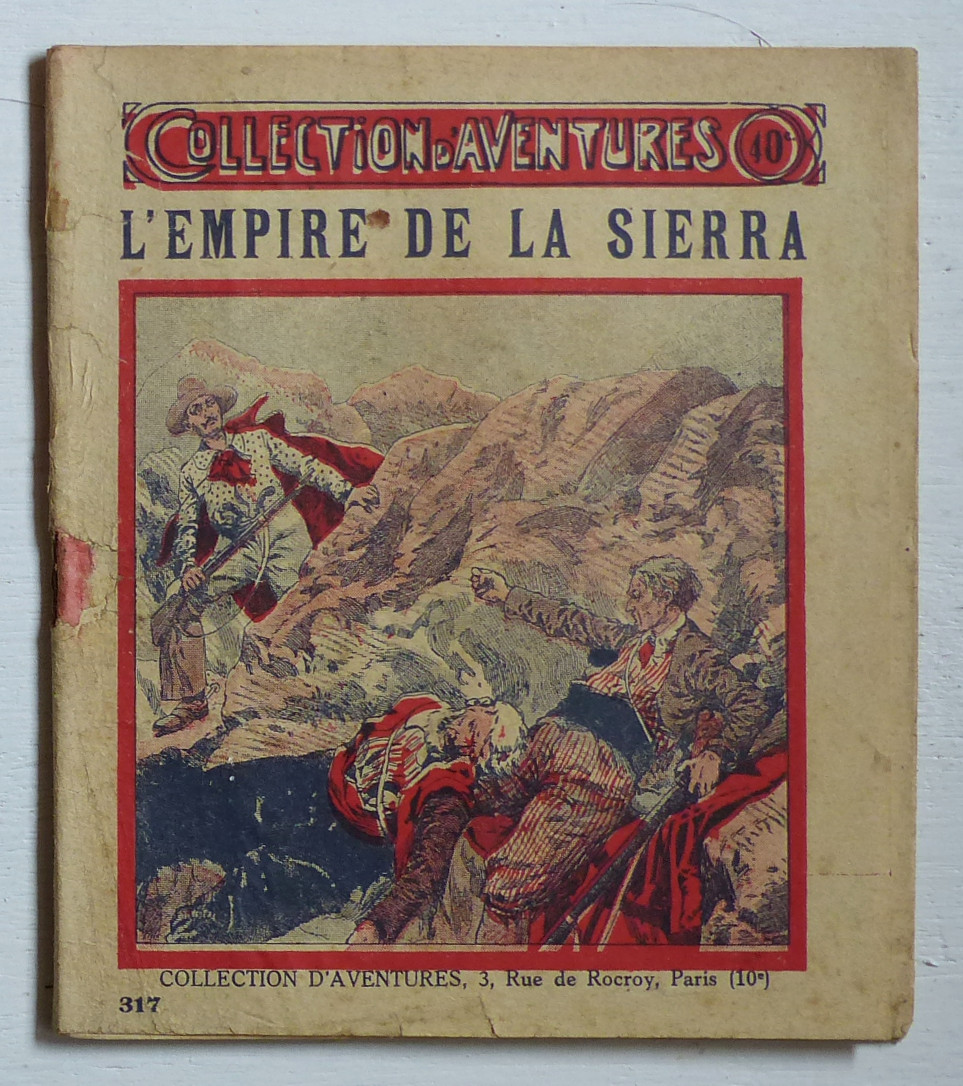 COLLECTION D'AVENTURES 40c
L'EMPIRE DE LA SIERRA
COLLECTION D'AVENTURES, 3, Rue de Rocroy, Paris (10e)
317